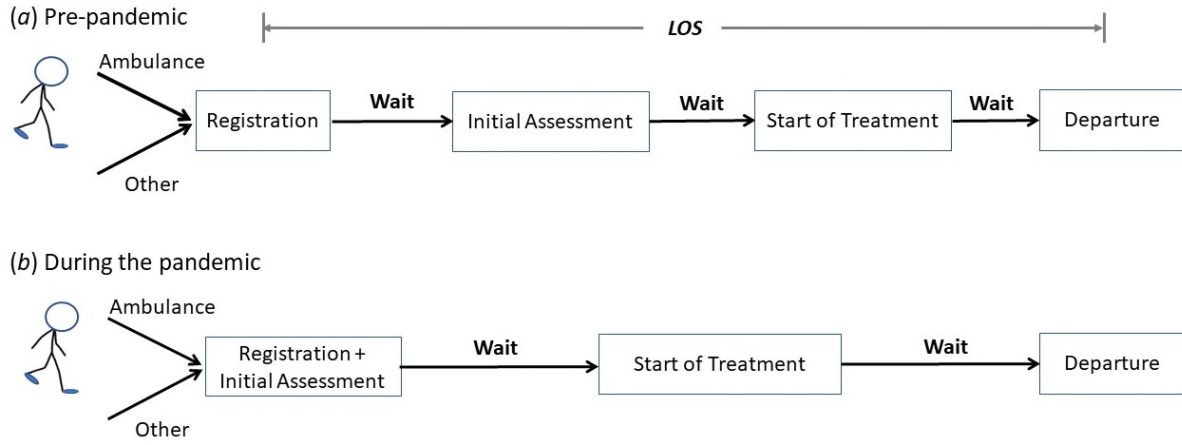 (a) Pre-pandemic
LOS
Ambulance
Other
Registration
Wait
Initial Assessment
Wait
Start of Treatment
Wait
Departure
(b) During the pandemic
Ambulance
Other
Registration +
Initial Assessment
Wait
Start of Treatment
Wait
Departure